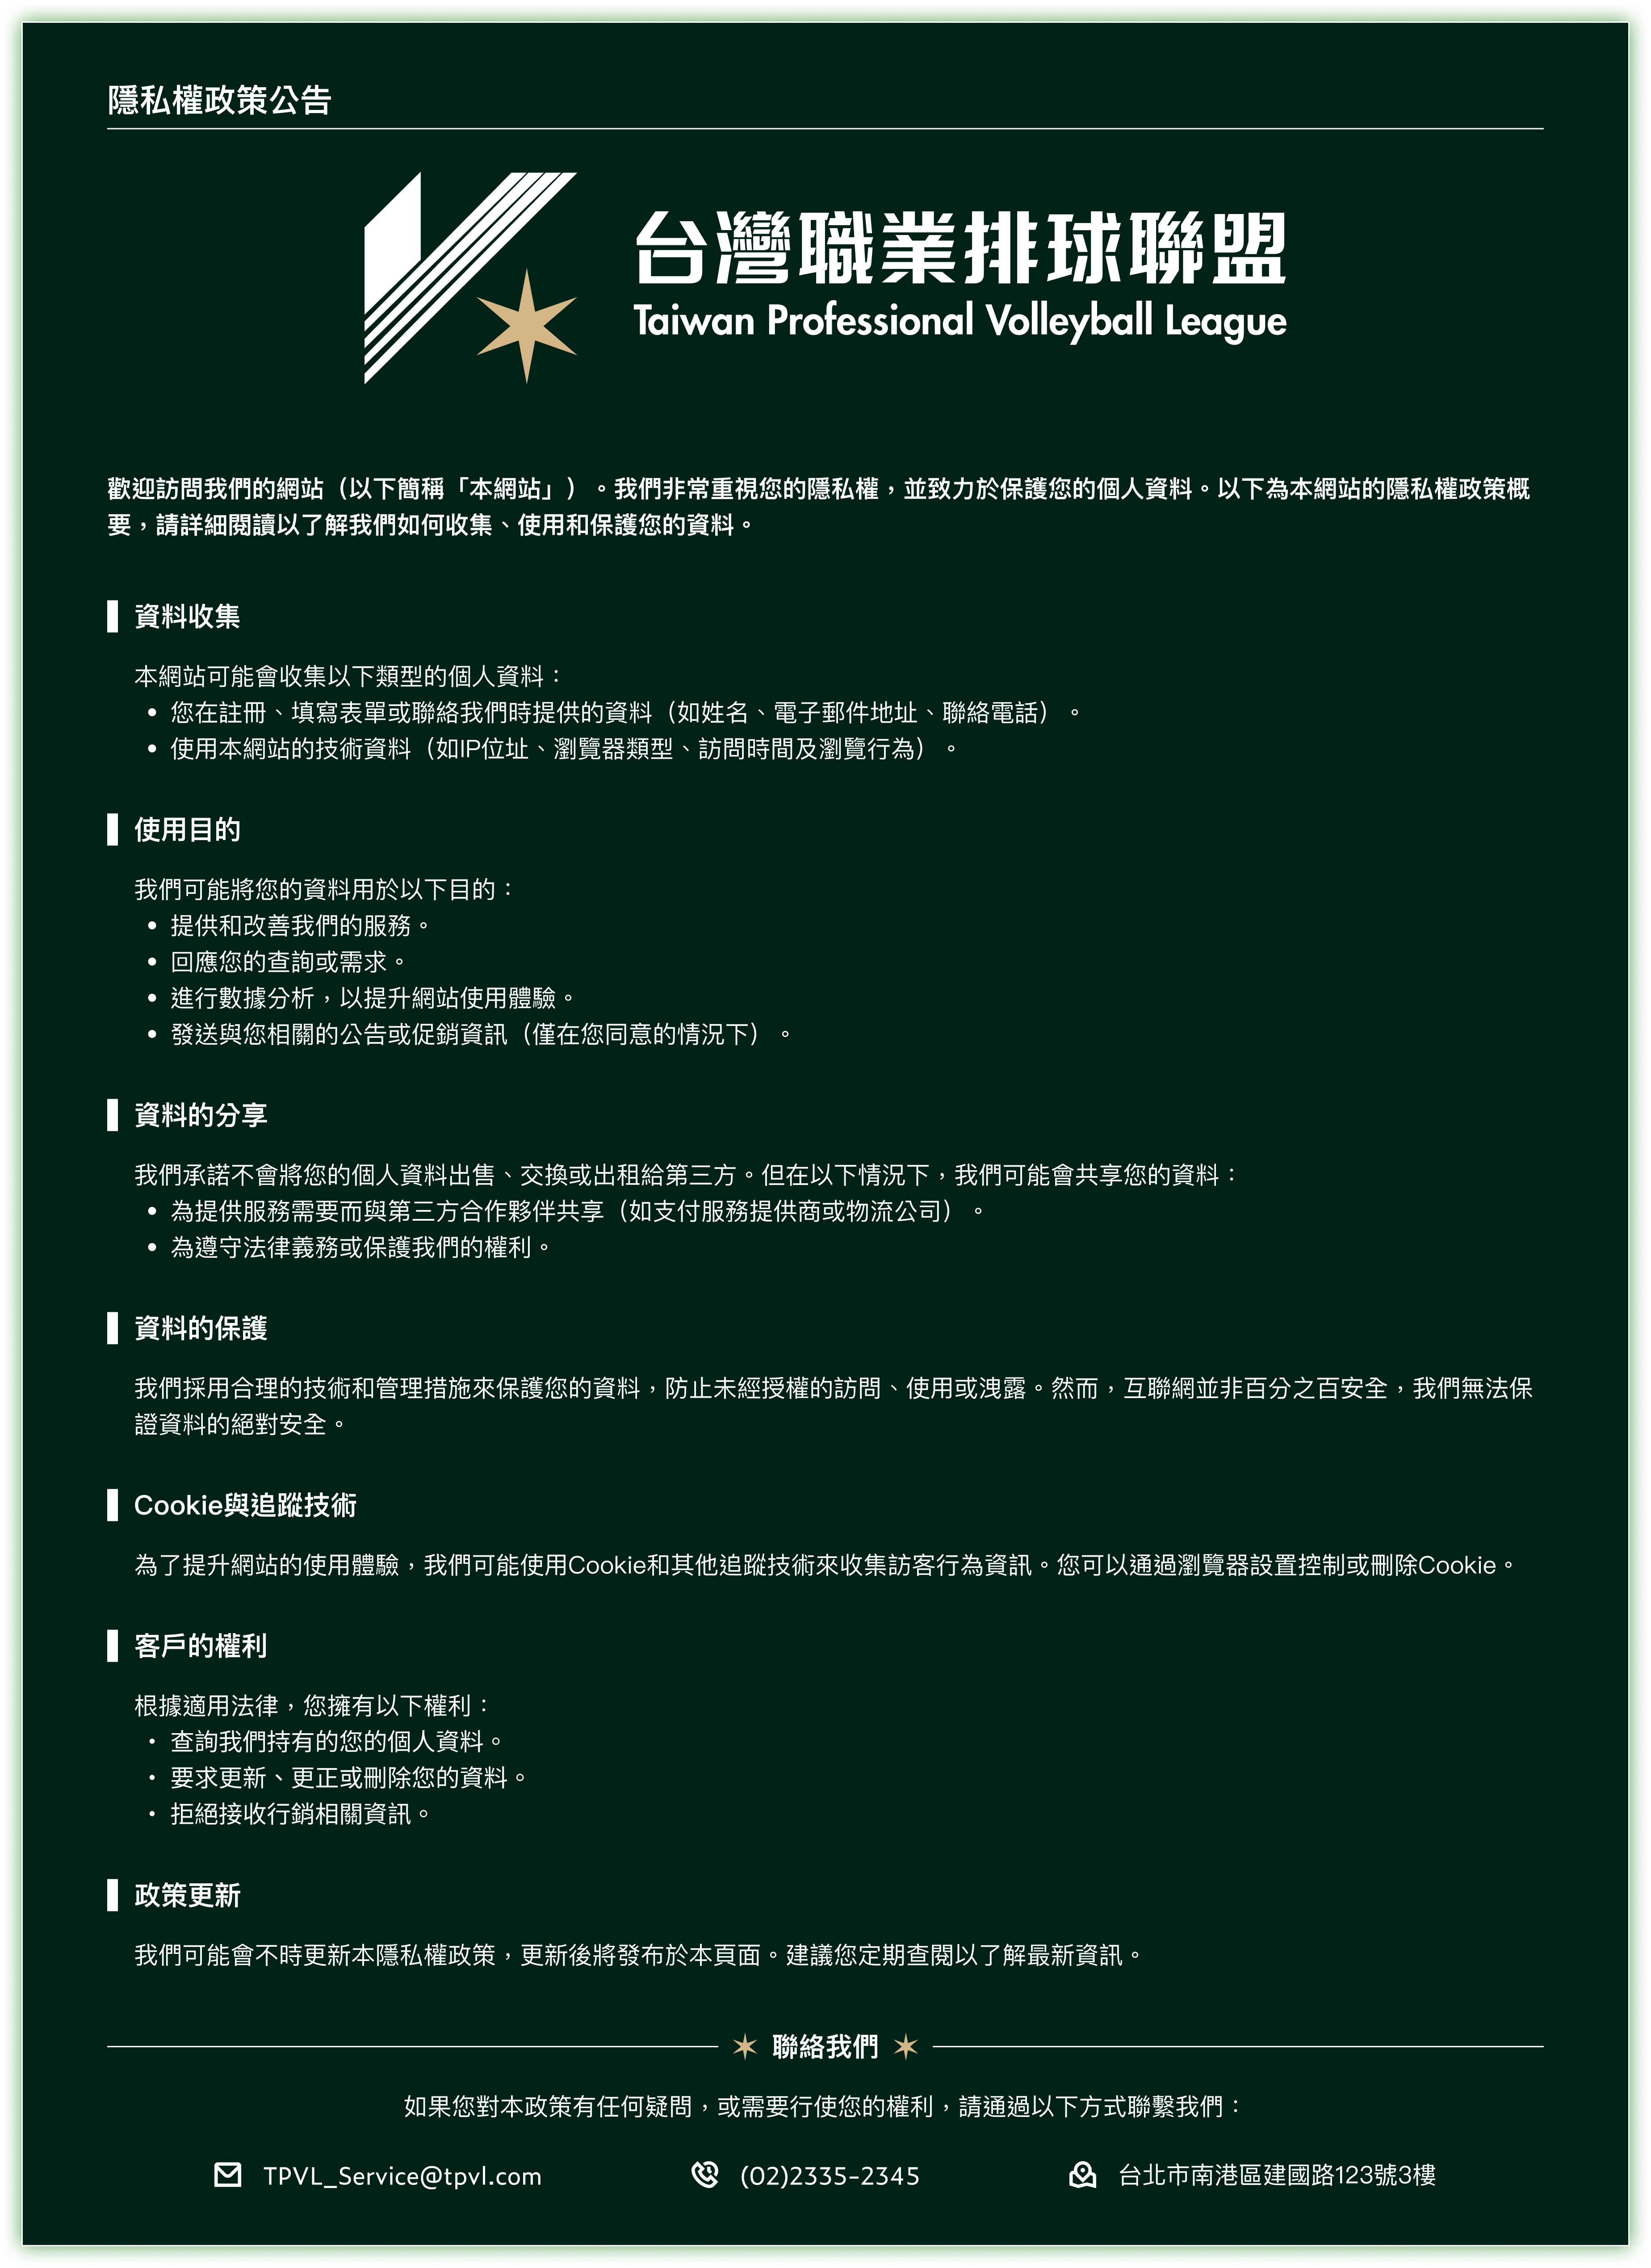 隱私權政策公告
台灣職業排球聯盟
Taiwan Professional Volleyball League
歡迎訪問我們的網站（以下簡稱「本網站」）。我們非常重視您的隱私權，並致力於保護您的個人資料。以下為本網站的隱私權政策概
要，請詳細閱讀以了解我們如何收集、使用和保護您的資料。
資料收集
本網站可能會收集以下類型的個人資料：
• 您在註冊、填寫表單或聯絡我們時提供的資料（如姓名、電子郵件地址、聯絡電話）。
• 使用本網站的技術資料（如IP位址、瀏覽器類型、訪問時間及瀏覽行為）。
使用目的
我們可能將您的資料用於以下目的：
• 提供和改善我們的服務。
• 回應您的查詢或需求。
• 進行數據分析，以提升網站使用體驗。
• 發送與您相關的公告或促銷資訊（僅在您同意的情況下）。
資料的分享
我們承諾不會將您的個人資料出售、交換或出租給第三方。但在以下情況下，我們可能會共享您的資料：
• 為提供服務需要而與第三方合作夥伴共享（如支付服務提供商或物流公司）。
• 為遵守法律義務或保護我們的權利。
資料的保護
我們採用合理的技術和管理措施來保護您的資料，防止未經授權的訪問、使用或洩露。然而，互聯網並非百分之百安全，我們無法保
證資料的絕對安全。
Cookie與追蹤技術
為了提升網站的使用體驗，我們可能使用Cookie和其他追蹤技術來收集訪客行為資訊。您可以通過瀏覽器設置控制或刪除Cookie。
客戶的權利
根據適用法律，您擁有以下權利：
• 查詢我們持有的您的個人資料。
• 要求更新、更正或刪除您的資料。
• 拒絕接收行銷相關資訊。
政策更新
我們可能會不時更新本隱私權政策，更新後將發布於本頁面。建議您定期查閱以了解最新資訊。
聯絡我們
如果您對本政策有任何疑問，或需要行使您的權利，請通過以下方式聯繫我們：
TPVL_Service@tpvl.com
(02)2335-2345
台北市南港區建國路123號3樓